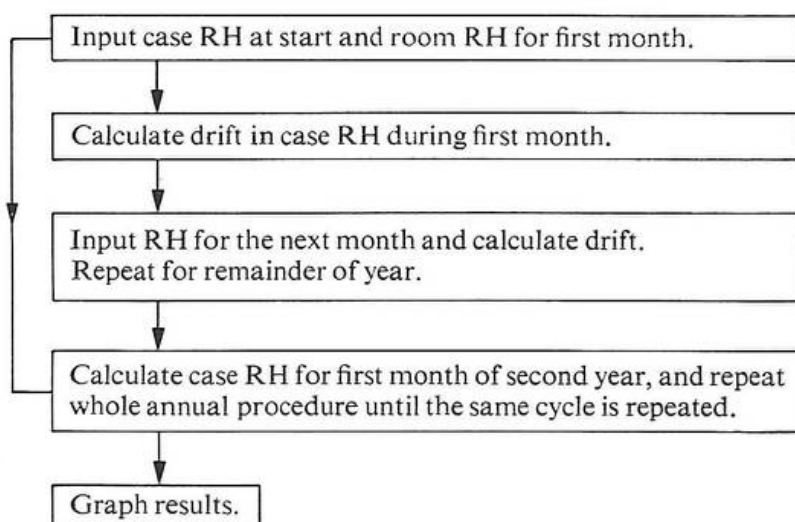 Input case RH at start and room RH for first month.
Calculate drift in case RH during first month.
Input RH for the next month and calculate drift.
Repeat for remainder of year.
Calculate case RH for first month of second year, and repeat
whole annual procedure until the same cycle is repeated.
Graph results.